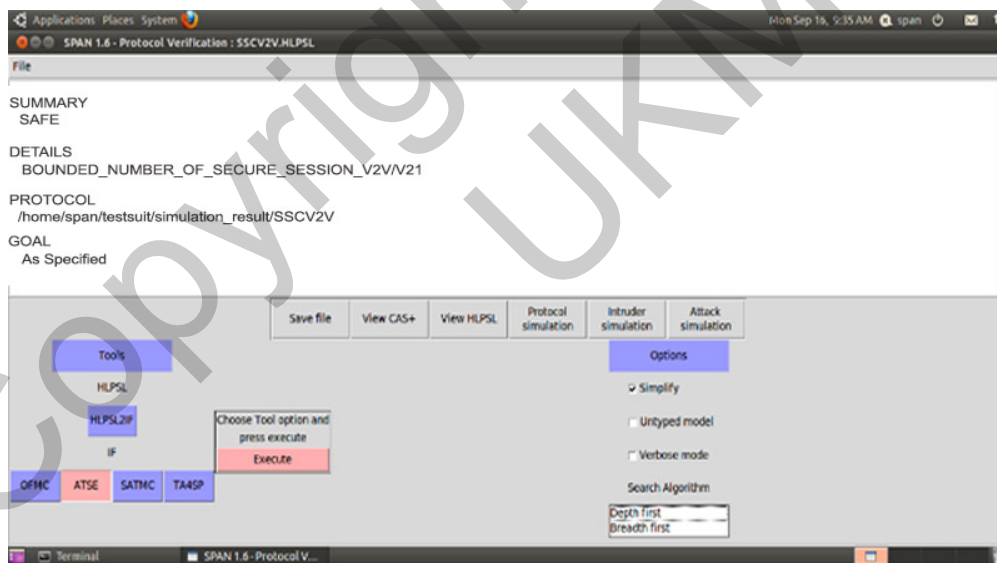 Applications Places System
Mon Sep 16, 9:35 AM span
SPAN 1.6 - Protocol Verification : SSCV2V.HLPSL
File
SUMMARY
SAFE
DETAILS
BOUNDED_NUMBER_OF_SECURE_SESSION_V2V/V21
PROTOCOL
/home/span/testsuit/simulation_result/SSCV2V
GOAL
As Specified
Save file
View CAS+
View HLPSL
Protocol simulation
Intruder simulation
Attack simulation
Tools
HLPSL
HLPSL2IF
IF
OFMC
ATSE
SATMC
TA4SP
Choose Tool option and
press execute
Execute
Options
Simplify
Untyped model
Verbose mode
Search Algorithm
Depth first
Breadth first
Terminal
SPAN 1.6 - Protocol V...
Copyright
UKM